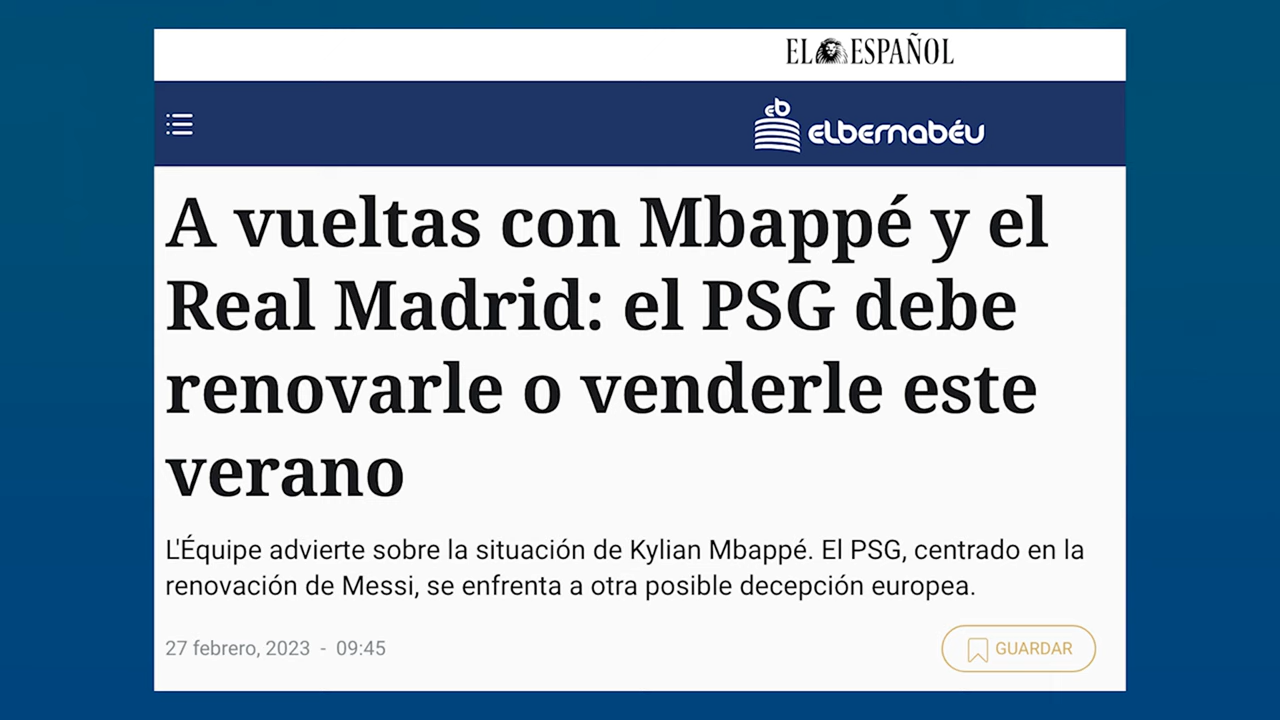 EL ESPAÑOL
eb
elbernabéu
A vueltas con Mbappé y el
Real Madrid: el PSG debe
renovarle o venderle este
verano
L'Équipe advierte sobre la situación de Kylian Mbappé. El PSG, centrado en la
renovación de Messi, se enfrenta a otra posible decepción europea.
27 febrero, 2023 - 09:45
GUARDAR